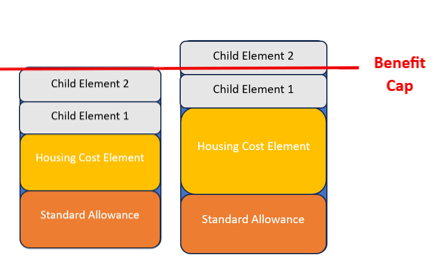 Child Element 2
Child Element 1
Housing Cost Element
Standard Allowance
Child Element 2
Child Element 1
Housing Cost Element
Standard Allowance
Benefit
Cap